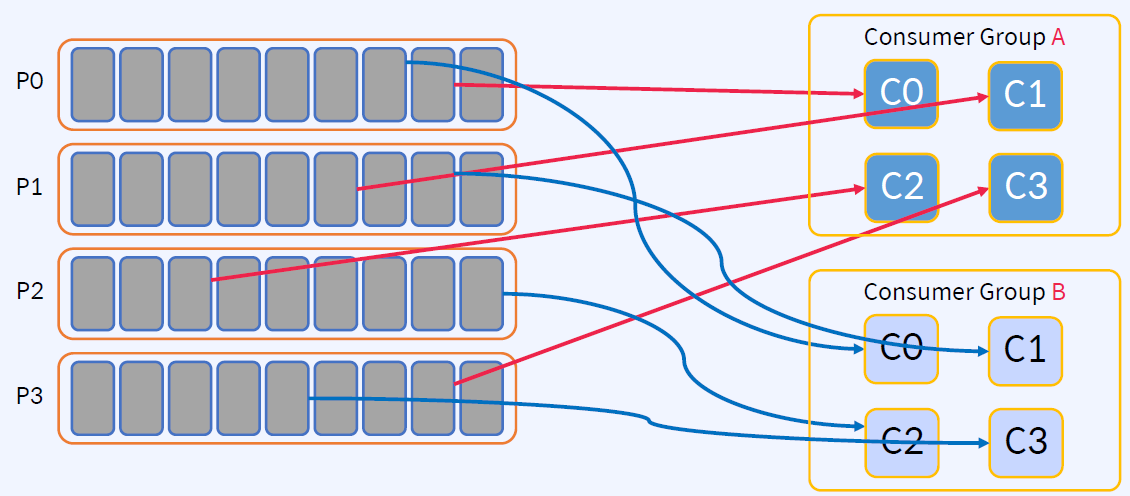 P0
P1
P2
P3
Consumer Group A
C0 C1
C2 C3
Consumer Group B
C0 C1
C2 C3